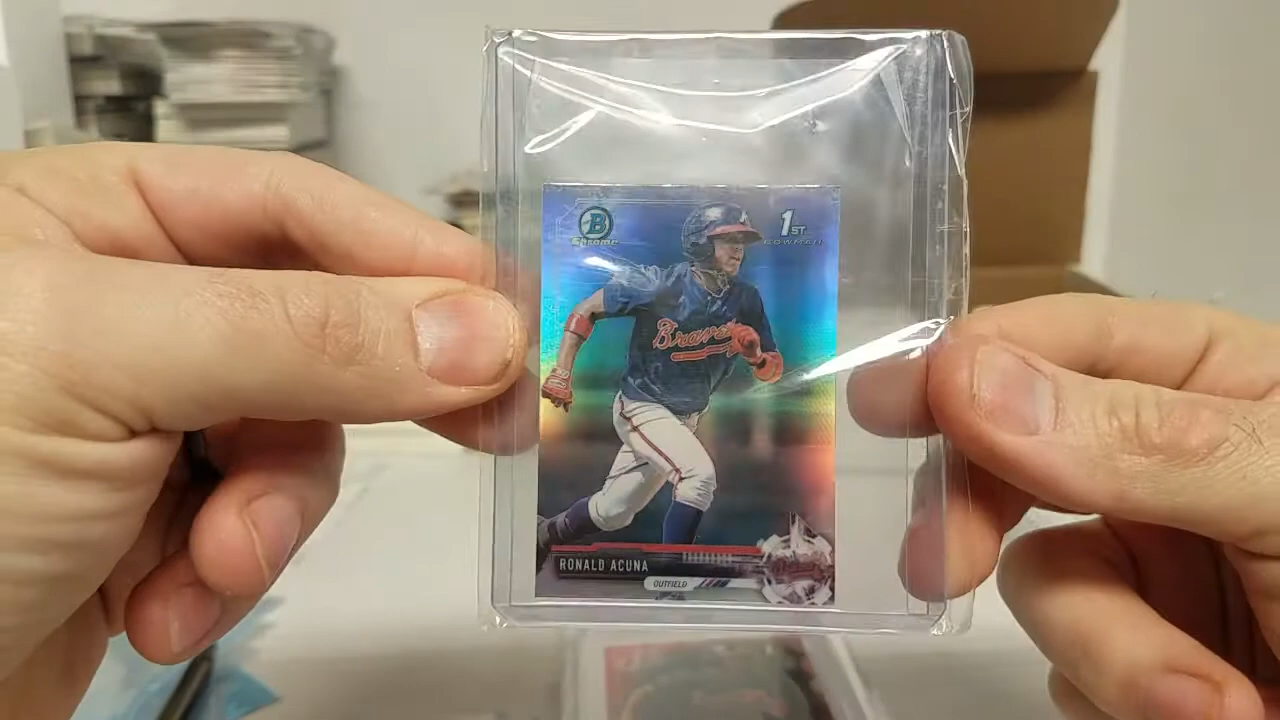 B
Chrome
1ST
BOWMAN
Braves
RONALD ACUNA
OUTFIELD